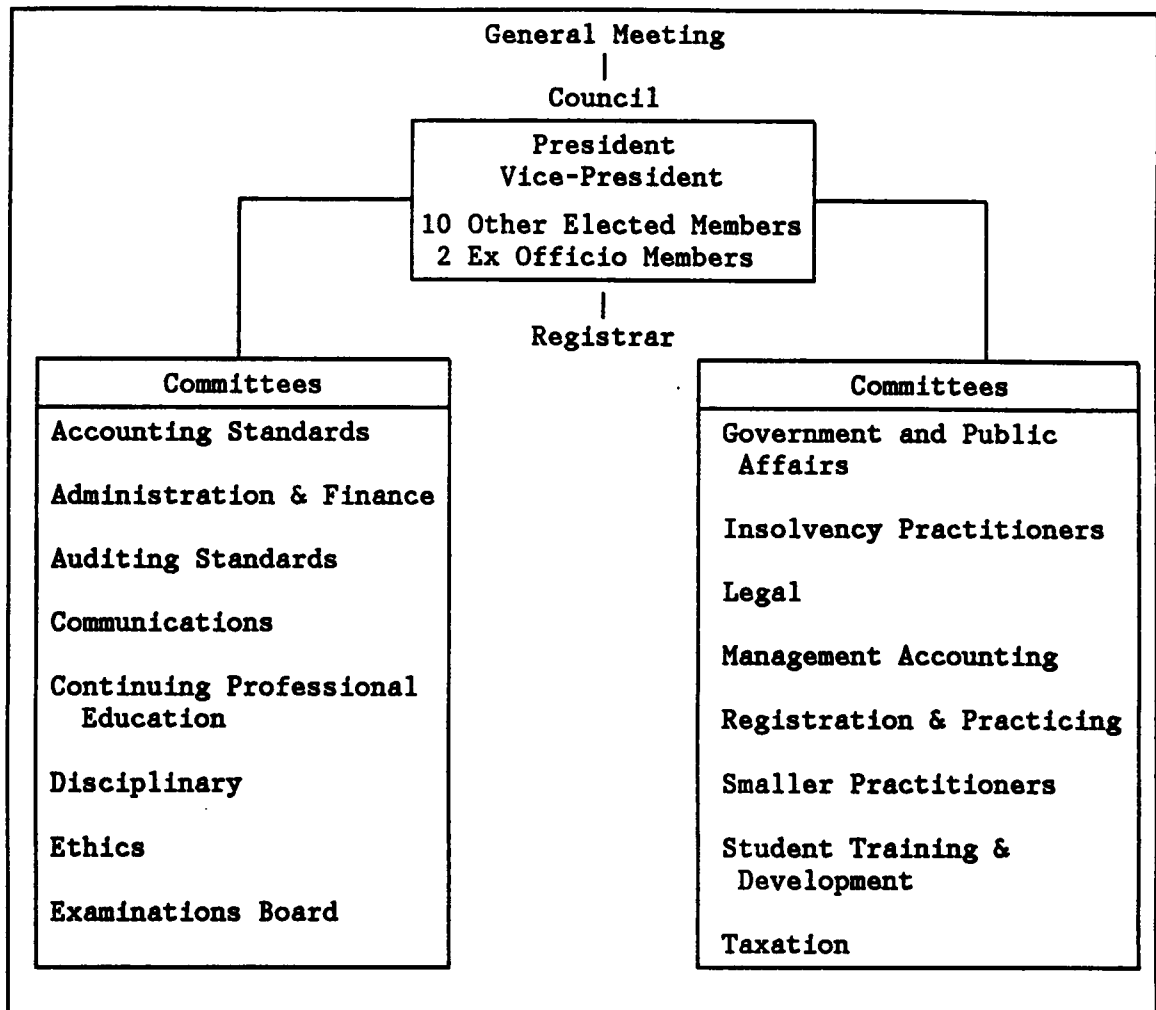 General Meeting
Council
President
Vice-President
10 Other Elected Members
2 Ex Officio Members
Registrar
Committees
Accounting Standards
Administration & Finance
Auditing Standards
Communications
Continuing Professional
Education
Disciplinary
Ethics
Examinations Board
Committees
Government and Public
Affairs
Insolvency Practitioners
Legal
Management Accounting
Registration & Practicing
Smaller Practitioners
Student Training &
Development
Taxation